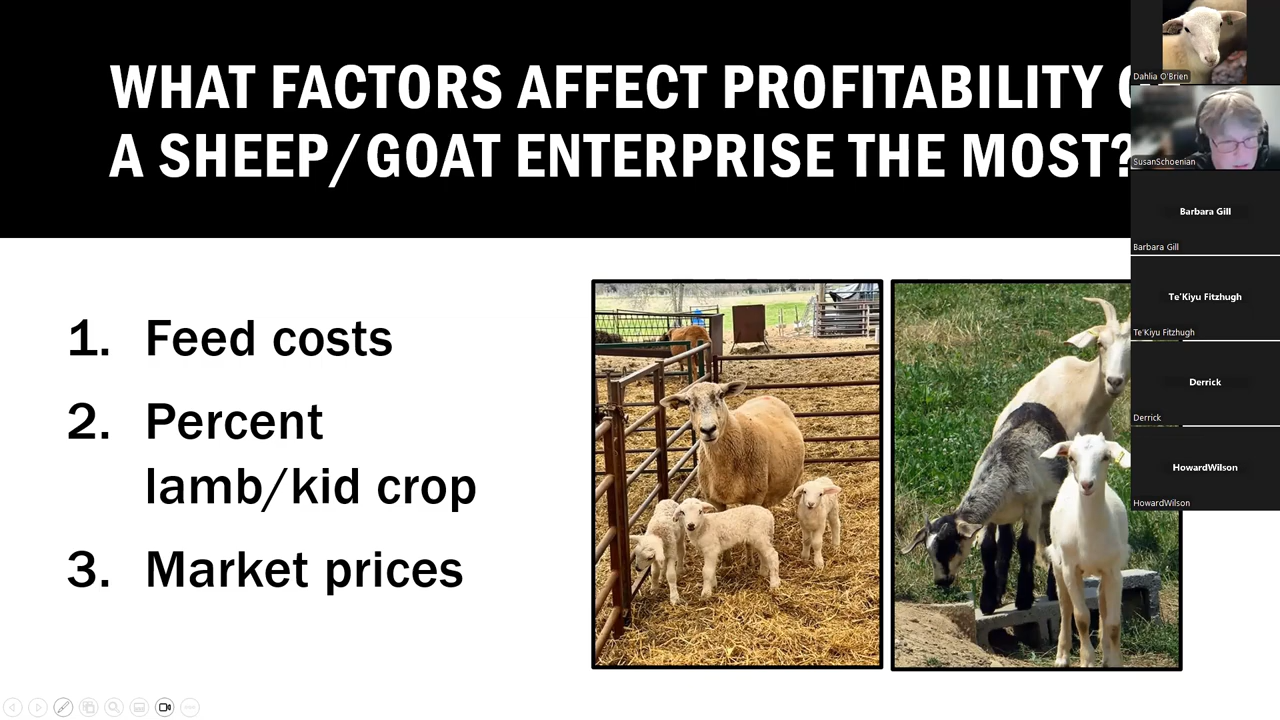 WHAT FACTORS AFFECT PROFITABILITY
A SHEEP/GOAT ENTERPRISE THE MOST?
1. Feed costs
2. Percent
lamb/kid crop
3. Market prices
Dahlia O'Brien
SusanSchoenian
Barbara Gill
Barbara Gill
Te'Kiyu Fitzhugh
Te'Kiyu Fitzhugh
Derrick
Derrick
HowardWilson
HowardWilson